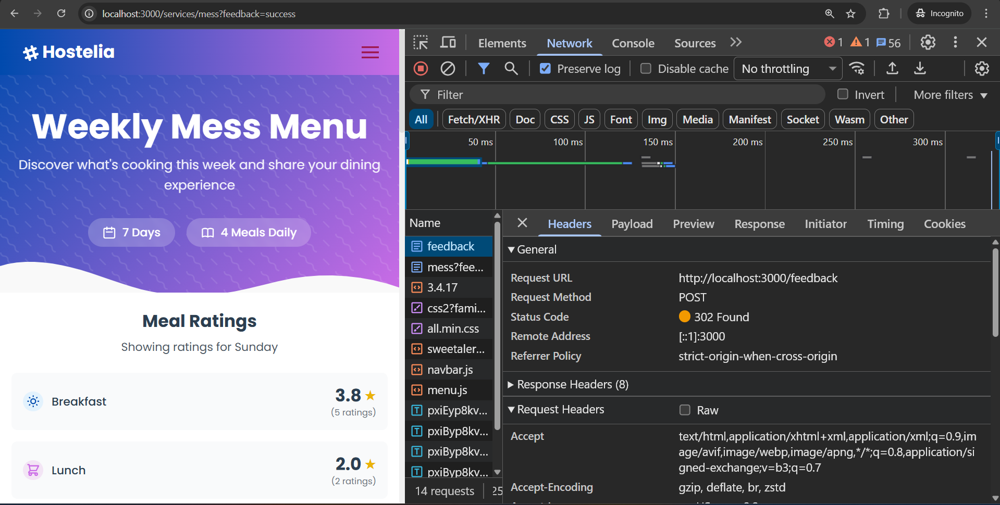 localhost:3000/services/mess?feedback=success
Incognito
Hostelia
Weekly Mess Menu
Discover what's cooking this week and share your dining
experience
7 Days
4 Meals Daily
Meal Ratings
Showing ratings for Sunday
Breakfast
3.8
(5 ratings)
Lunch
2.0
(2 ratings)
Elements Network Console Sources 1 1 56
Preserve log Disable cache No throttling
Filter Invert More filters
All Fetch/XHR Doc CSS JS Font Img Media Manifest Socket Wasm Other
50 ms 100 ms 150 ms 200 ms 250 ms 300 ms
Name
feedback
mess?fee...
3.4.17
css2?fami...
all.min.css
sweetaler...
navbar.js
menu.js
pxiEyp8kv...
pxiByp8kv...
pxiByp8kv...
pxiByp8kv...
14 requests 25
Headers Payload Preview Response Initiator Timing Cookies
General
Request URL http://localhost:3000/feedback
Request Method POST
Status Code 302 Found
Remote Address [::1]:3000
Referrer Policy strict-origin-when-cross-origin
Response Headers (8)
Request Headers Raw
Accept text/html,application/xhtml+xml,application/xml;q=0.9,im
age/avif,image/webp,image/apng,*/*;q=0.8,application/si
gned-exchange;v=b3;q=0.7
Accept-Encoding gzip, deflate, br, zstd